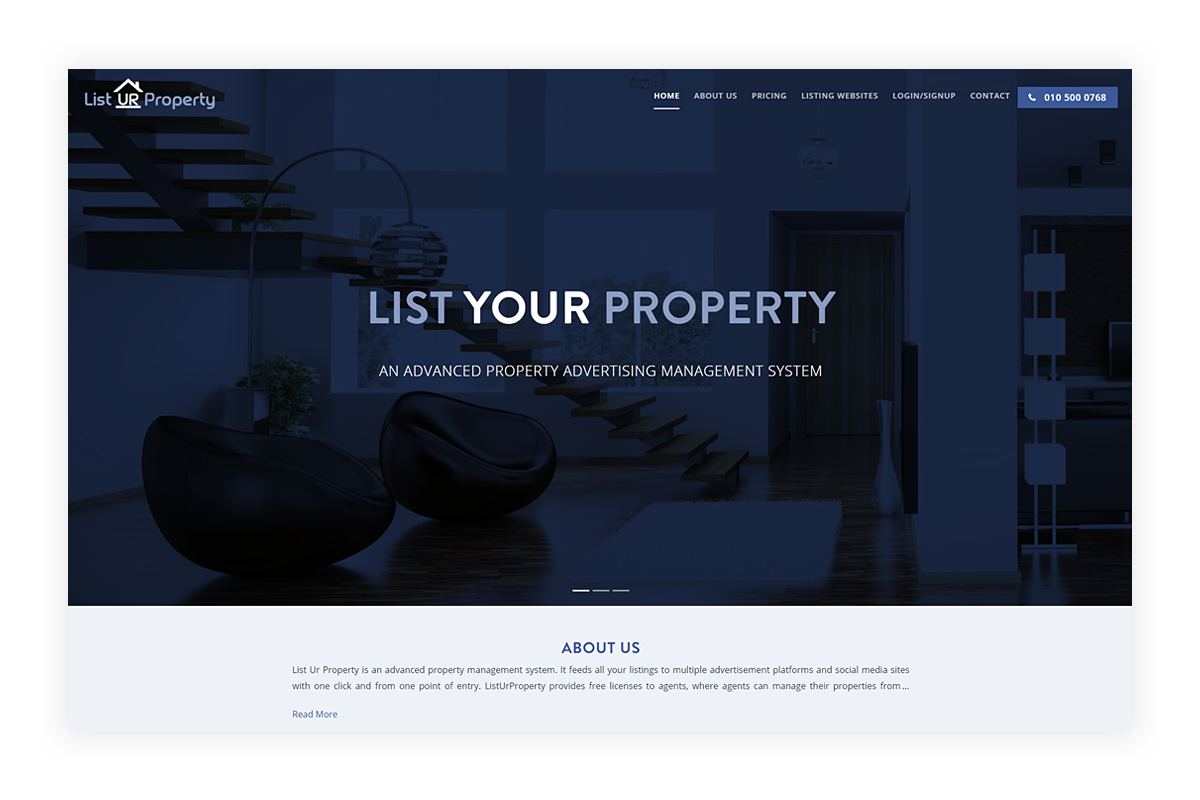 List UR Property
HOME ABOUT US PRICING LISTING WEBSITES LOGIN/SIGNUP CONTACT 010 500 0768
LIST YOUR PROPERTY
AN ADVANCED PROPERTY ADVERTISING MANAGEMENT SYSTEM
ABOUT US
List Ur Property is an advanced property management system. It feeds all your listings to multiple advertisement platforms and social media sites
with one click and from one point of entry. ListUrProperty provides free licenses to agents, where agents can manage their properties from...
Read More